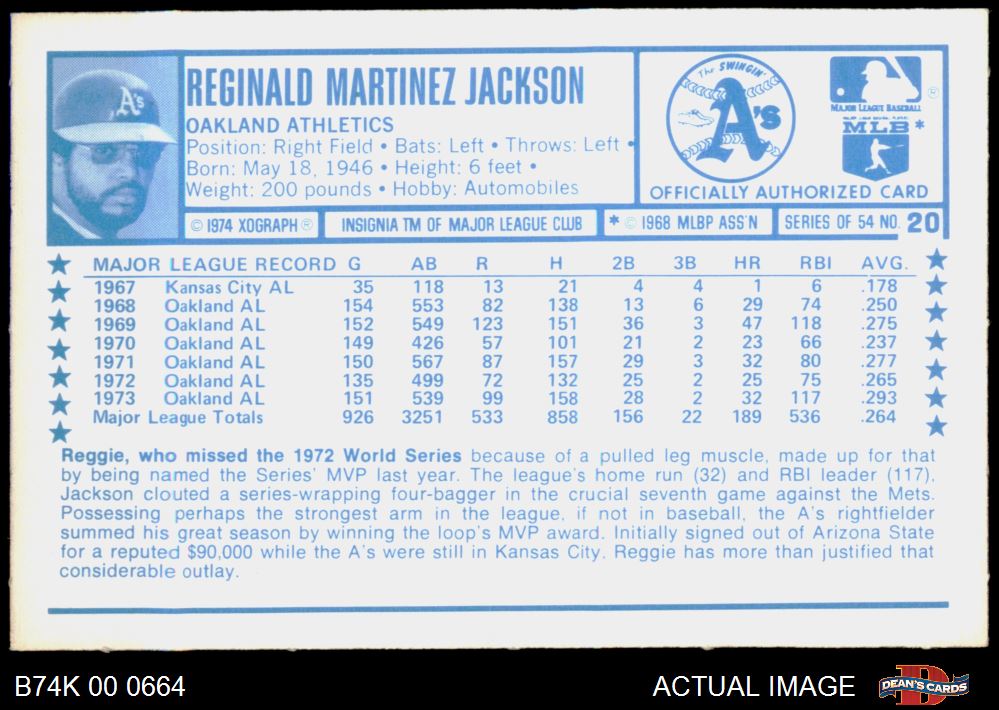 REGINALD MARTINEZ JACKSON
OAKLAND ATHLETICS
Position: Right Field • Bats: Left • Throws: Left •
Born: May 18, 1946 • Height: 6 feet •
Weight: 200 pounds • Hobby: Automobiles
A's
The SWINGIN'
A's
MAJOR LEAGUE BASEBALL ®
MLB *
OFFICIALLY AUTHORIZED CARD
© 1974 XOGRAPH ® INSIGNIA TM OF MAJOR LEAGUE CLUB * © 1968 MLBP ASS'N SERIES OF 54 NO. 20
MAJOR LEAGUE RECORD G AB R H 2B 3B HR RBI AVG.
1967 Kansas City AL 35 118 13 21 4 4 1 6 .178
1968 Oakland AL 154 553 82 138 13 6 29 74 .250
1969 Oakland AL 152 549 123 151 36 3 47 118 .275
1970 Oakland AL 149 426 57 101 21 2 23 66 .237
1971 Oakland AL 150 567 87 157 29 3 32 80 .277
1972 Oakland AL 135 499 72 132 25 2 25 75 .265
1973 Oakland AL 151 539 99 158 28 2 32 117 .293
Major League Totals 926 3251 533 858 156 22 189 536 .264
Reggie, who missed the 1972 World Series because of a pulled leg muscle, made up for that
by being named the Series' MVP last year. The league's home run (32) and RBI leader (117),
Jackson clouted a series-wrapping four-bagger in the crucial seventh game against the Mets.
Possessing perhaps the strongest arm in the league, if not in baseball, the A's rightfielder
summed his great season by winning the loop's MVP award. Initially signed out of Arizona State
for a reputed $90,000 while the A's were still in Kansas City. Reggie has more than justified that
considerable outlay.
B74K 00 0664
ACTUAL IMAGE
D
DEAN'S CARDS